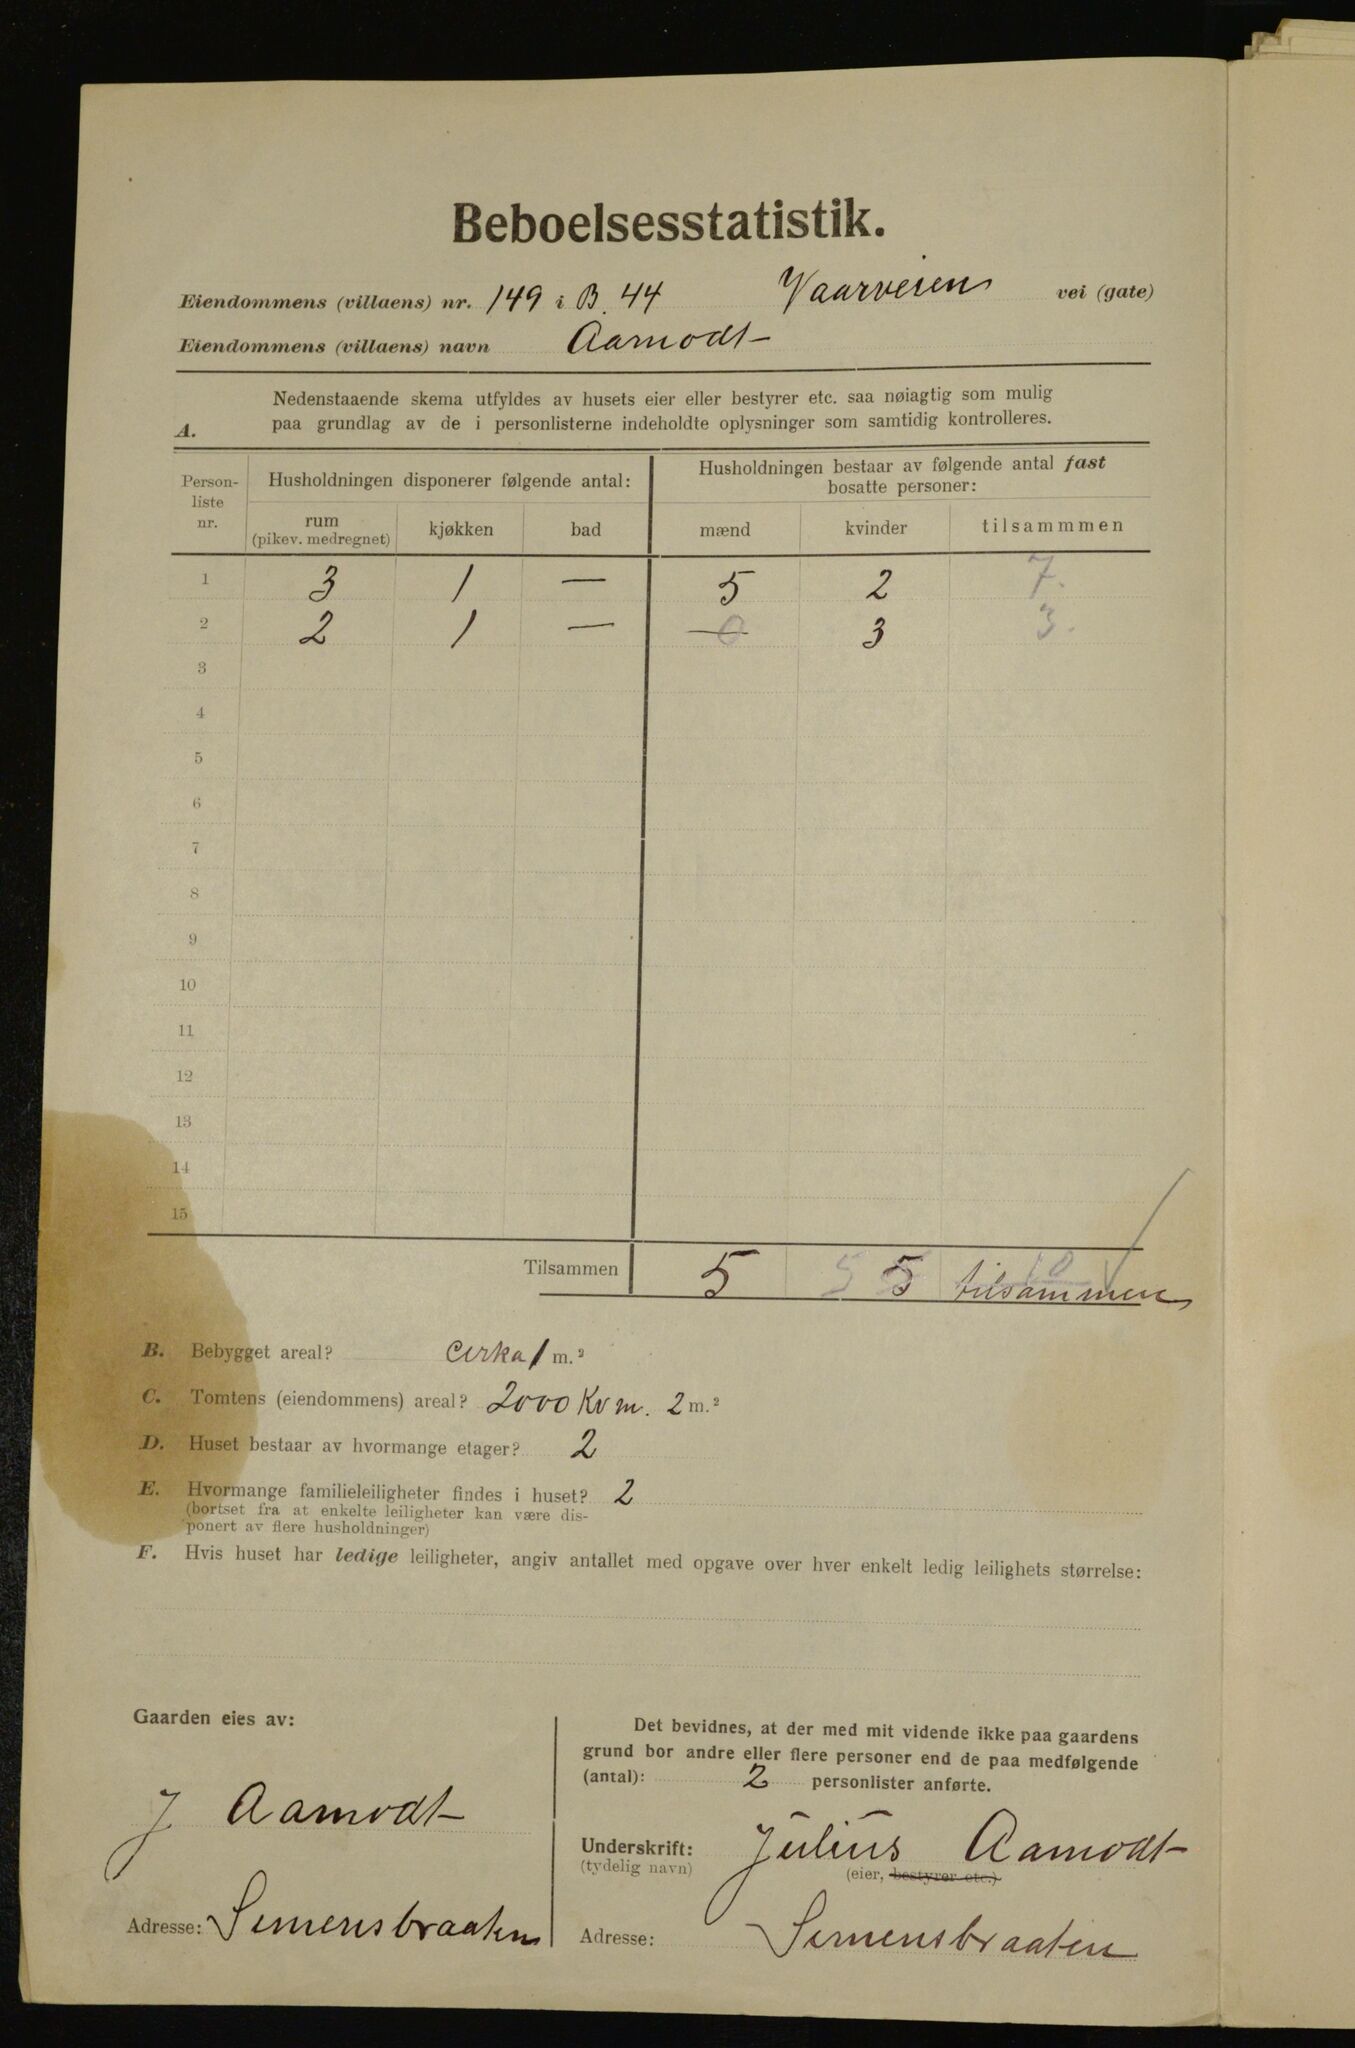 Beboelsesstatistik.
Eiendommens (villaens) nr. 149 i B. 44 Vaarveien vei (gate)
Eiendommens (villaens) navn Aamodt
A. Nedenstaaende skema utfyldes av husets eier eller bestyrer etc. saa nøiagtig som mulig
paa grundlag av de i personlisterne indeholdte oplysninger som samtidig kontrolleres.
Person-
liste
nr.
Husholdningen disponerer følgende antal:
Husholdningen bestaar av følgende antal fast
bosatte personer:
rum
(pikev. medregnet)
kjøkken
bad
mænd
kvinder
tilsammmen
1 3 1 — 5 2 7.
2 2 1 — 0 3 3.
3
4
5
6
7
8
9
10
11
12
13
14
15
Tilsammen 5 5 5 10 tilsammen
B. Bebygget areal? cirka 1 m.²
C. Tomtens (eiendommens) areal? 2000 Kvm. 2 m.²
D. Huset bestaar av hvormange etager? 2
E. Hvormange familieleiligheter findes i huset? 2
(bortset fra at enkelte leiligheter kan være dis-
ponert av flere husholdninger)
F. Hvis huset har ledige leiligheter, angiv antallet med opgave over hver enkelt ledig leilighets størrelse:
Gaarden eies av:
J Aamodt
Adresse: Simensbraaten
Det bevidnes, at der med mit vidende ikke paa gaardens
grund bor andre eller flere personer end de paa medfølgende
(antal): 2 personlister anførte.
Underskrift: Julius Aamodt
(tydelig navn) (eier, bestyrer etc.)
Adresse: Simensbraaten